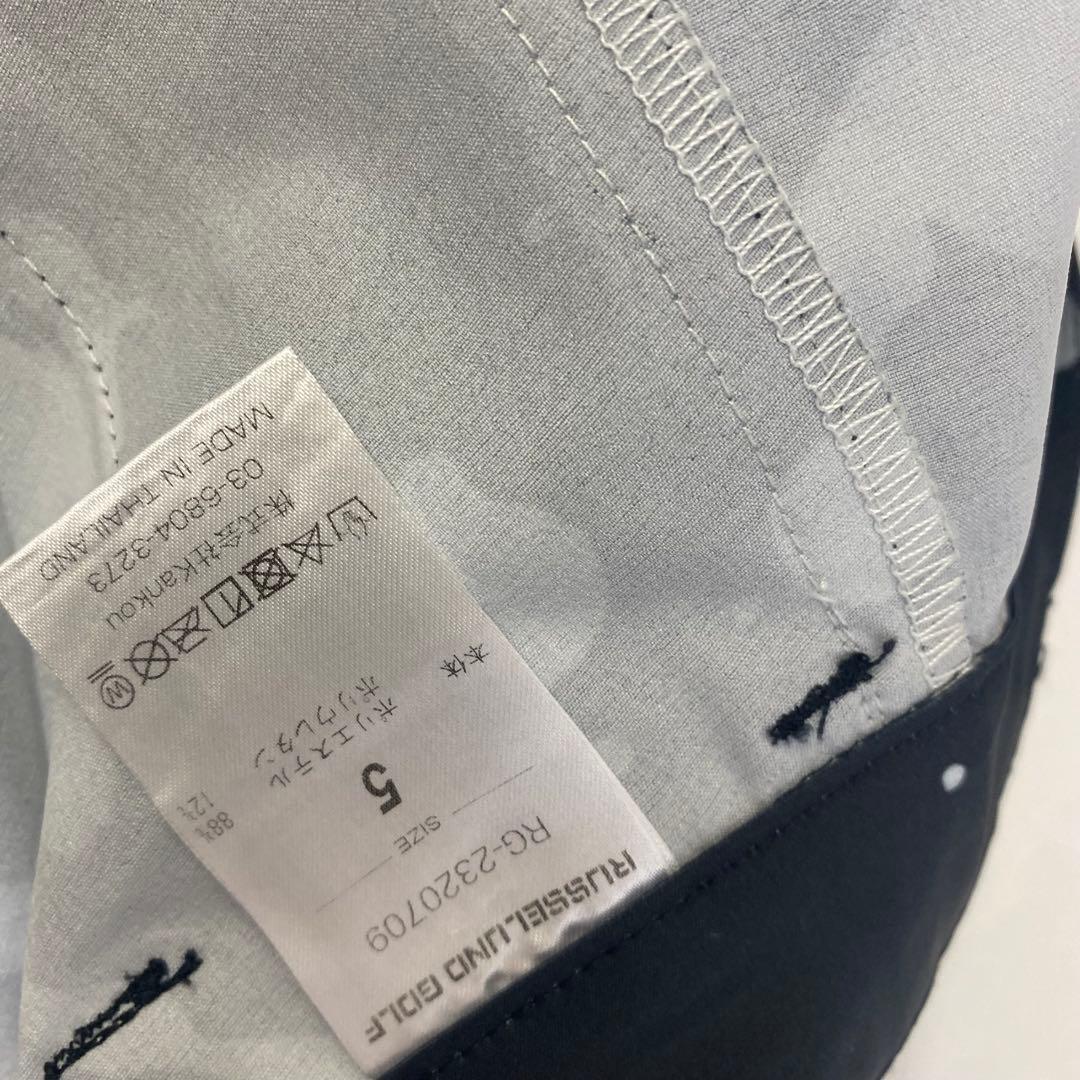 RUSSELUNO GOLF
RG-2320709
SIZE
5
本体
ポリエステル 88%
ポリウレタン 12%
W
株式会社Kankou
03-6804-3273
MADE IN THAILAND